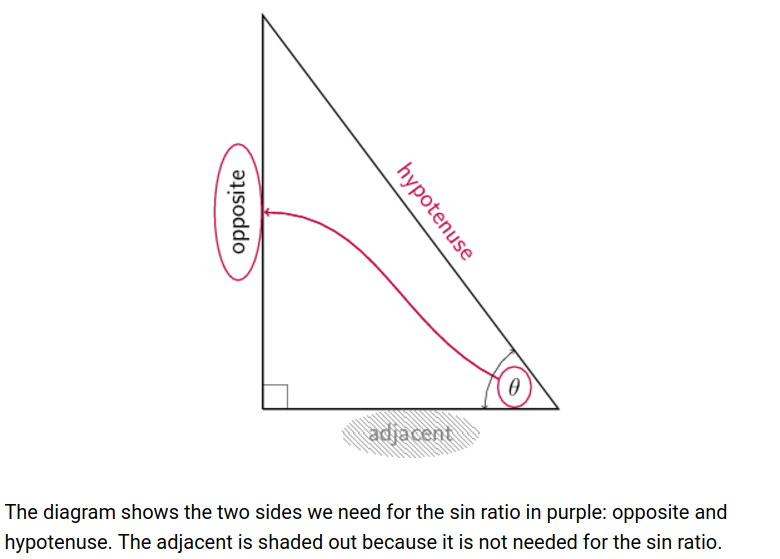 opposite
hypotenuse
θ
adjacent
The diagram shows the two sides we need for the sin ratio in purple: opposite and
hypotenuse. The adjacent is shaded out because it is not needed for the sin ratio.